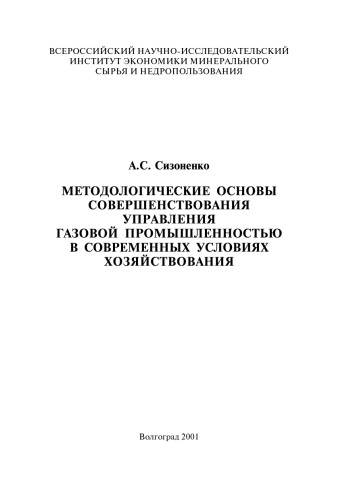 ВСЕРОССИЙСКИЙ НАУЧНО-ИССЛЕДОВАТЕЛЬСКИЙ
ИНСТИТУТ ЭКОНОМИКИ МИНЕРАЛЬНОГО
СЫРЬЯ И НЕДРОПОЛЬЗОВАНИЯ
А.С. Сизоненко
МЕТОДОЛОГИЧЕСКИЕ ОСНОВЫ
СОВЕРШЕНСТВОВАНИЯ
УПРАВЛЕНИЯ
ГАЗОВОЙ ПРОМЫШЛЕННОСТЬЮ
В СОВРЕМЕННЫХ УСЛОВИЯХ
ХОЗЯЙСТВОВАНИЯ
Волгоград 2001